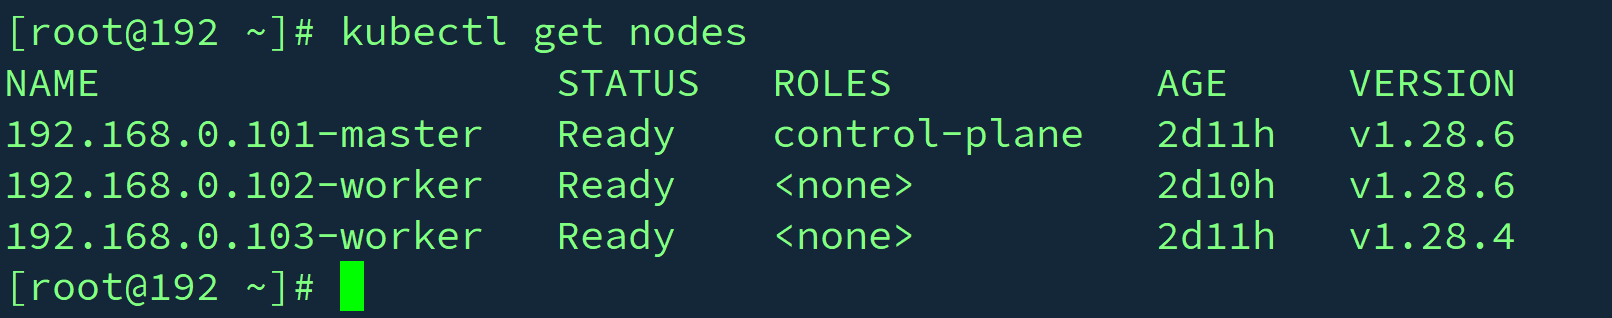 [root@192 ~]# kubectl get nodes
NAME STATUS ROLES AGE VERSION
192.168.0.101-master Ready control-plane 2d11h v1.28.6
192.168.0.102-worker Ready <none> 2d10h v1.28.6
192.168.0.103-worker Ready <none> 2d11h v1.28.4
[root@192 ~]#